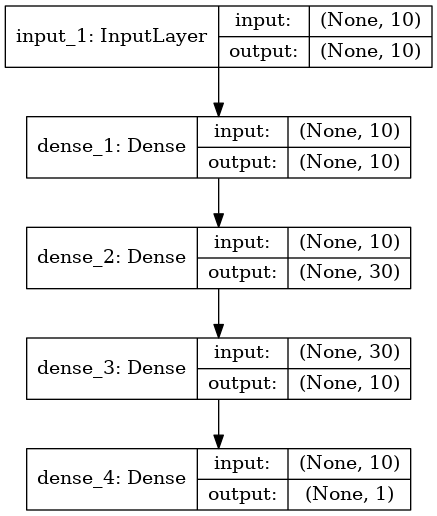 input_1: InputLayer input: (None, 10)
output: (None, 10)
dense_1: Dense input: (None, 10)
output: (None, 10)
dense_2: Dense input: (None, 10)
output: (None, 30)
dense_3: Dense input: (None, 30)
output: (None, 10)
dense_4: Dense input: (None, 10)
output: (None, 1)